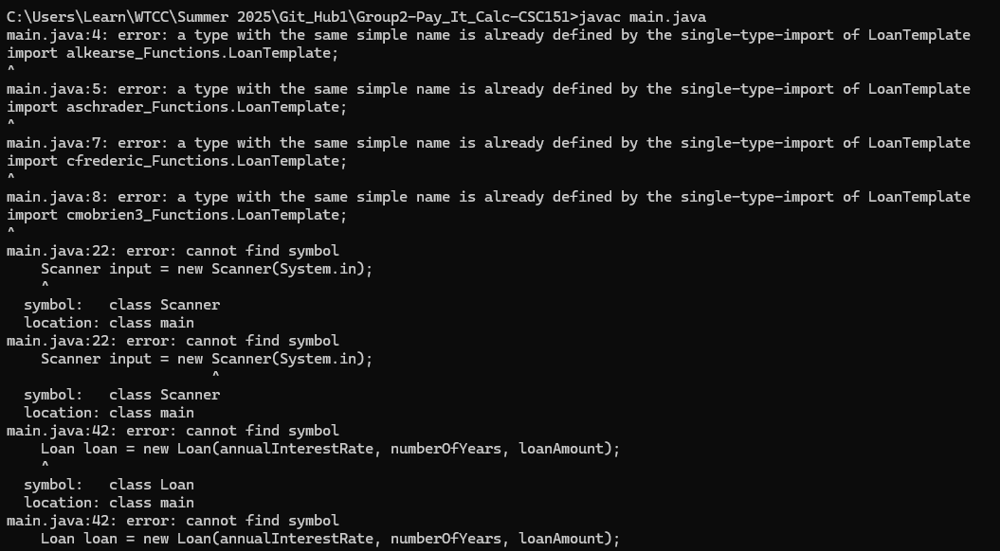 C:\Users\Learn\WTCC\Summer 2025\Git_Hub1\Group2-Pay_It_Calc-CSC151>javac main.java
main.java:4: error: a type with the same simple name is already defined by the single-type-import of LoanTemplate
import alkearse_Functions.LoanTemplate;
^
main.java:5: error: a type with the same simple name is already defined by the single-type-import of LoanTemplate
import aschrader_Functions.LoanTemplate;
^
main.java:7: error: a type with the same simple name is already defined by the single-type-import of LoanTemplate
import cfrederic_Functions.LoanTemplate;
^
main.java:8: error: a type with the same simple name is already defined by the single-type-import of LoanTemplate
import cmobrien3_Functions.LoanTemplate;
^
main.java:22: error: cannot find symbol
    Scanner input = new Scanner(System.in);
    ^
  symbol:   class Scanner
  location: class main
main.java:22: error: cannot find symbol
    Scanner input = new Scanner(System.in);
                        ^
  symbol:   class Scanner
  location: class main
main.java:42: error: cannot find symbol
    Loan loan = new Loan(annualInterestRate, numberOfYears, loanAmount);
    ^
  symbol:   class Loan
  location: class main
main.java:42: error: cannot find symbol
    Loan loan = new Loan(annualInterestRate, numberOfYears, loanAmount);